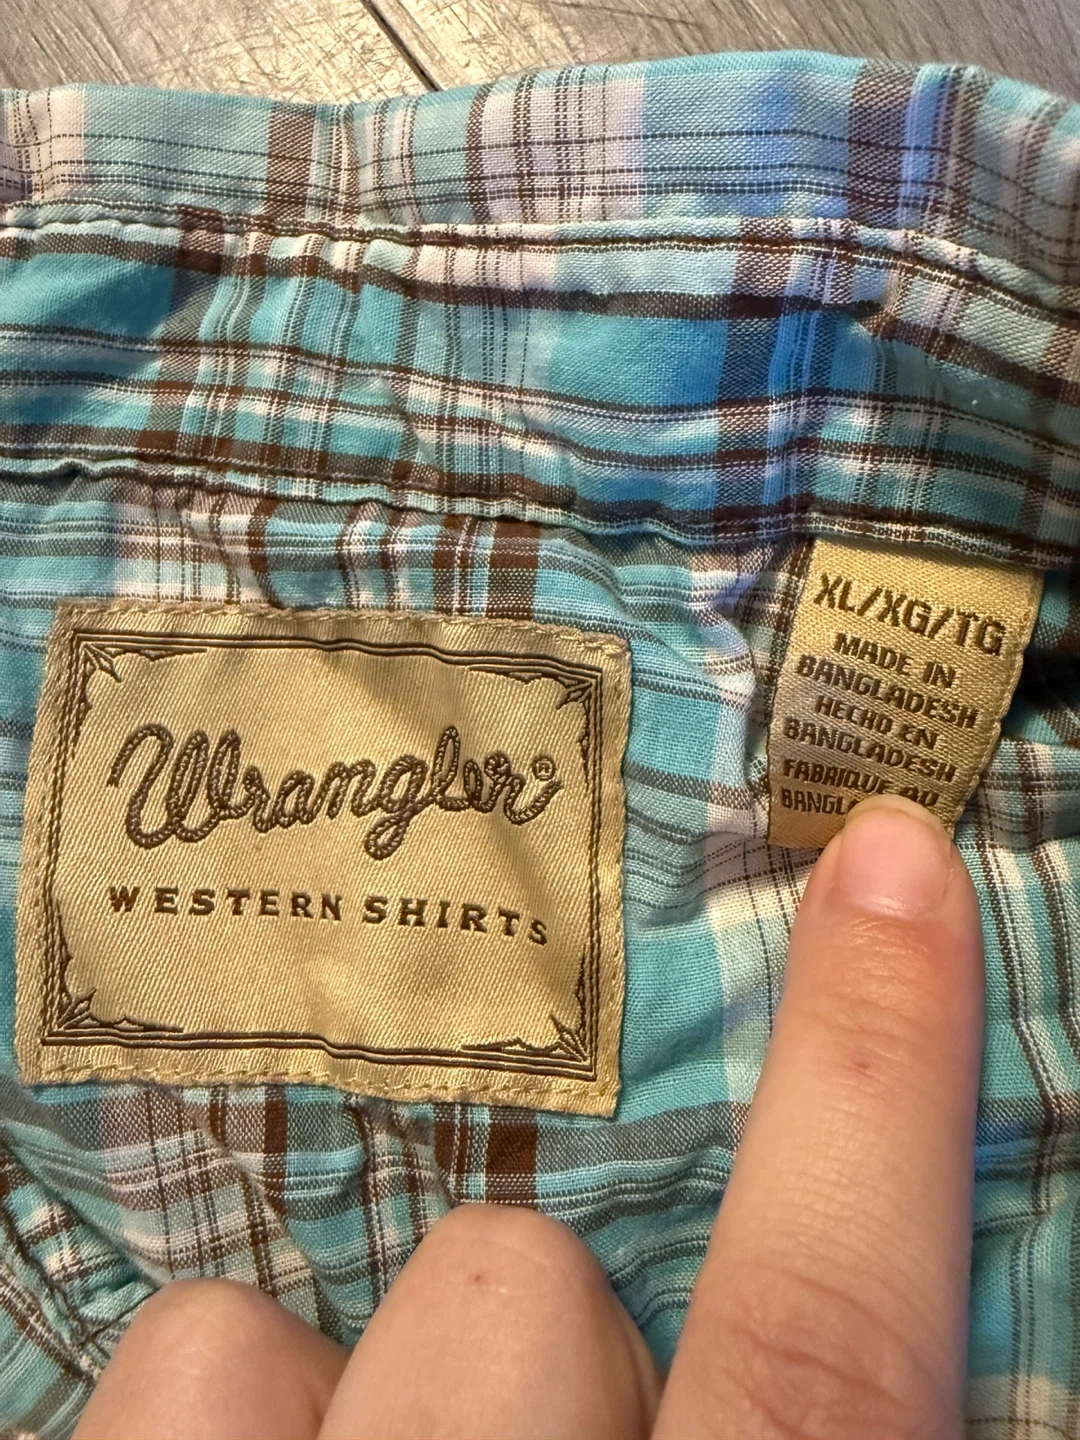 Wrangler®
WESTERN SHIRTS
XL/XG/TG
MADE IN
BANGLADESH
HECHO EN
BANGLADESH
FABRIQUE AU